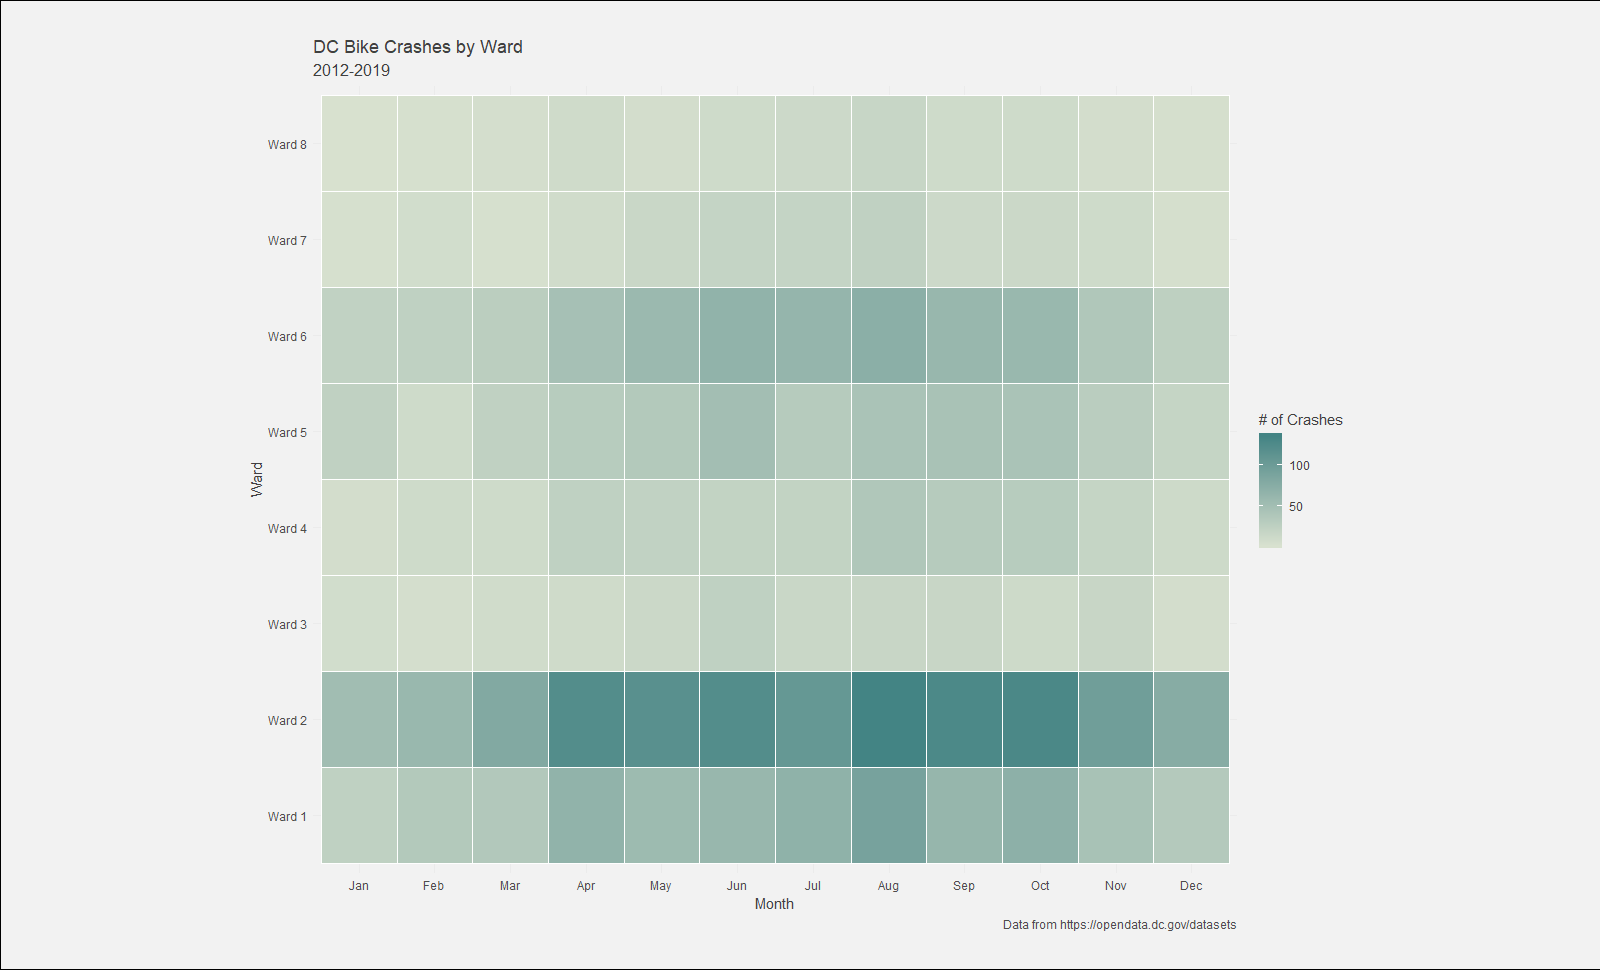 DC Bike Crashes by Ward
2012-2019
Ward 8
Ward 7
Ward 6
Ward 5
Ward 4
Ward 3
Ward 2
Ward 1
Ward
Jan Feb Mar Apr May Jun Jul Aug Sep Oct Nov Dec
Month
# of Crashes
100
50
Data from https://opendata.dc.gov/datasets